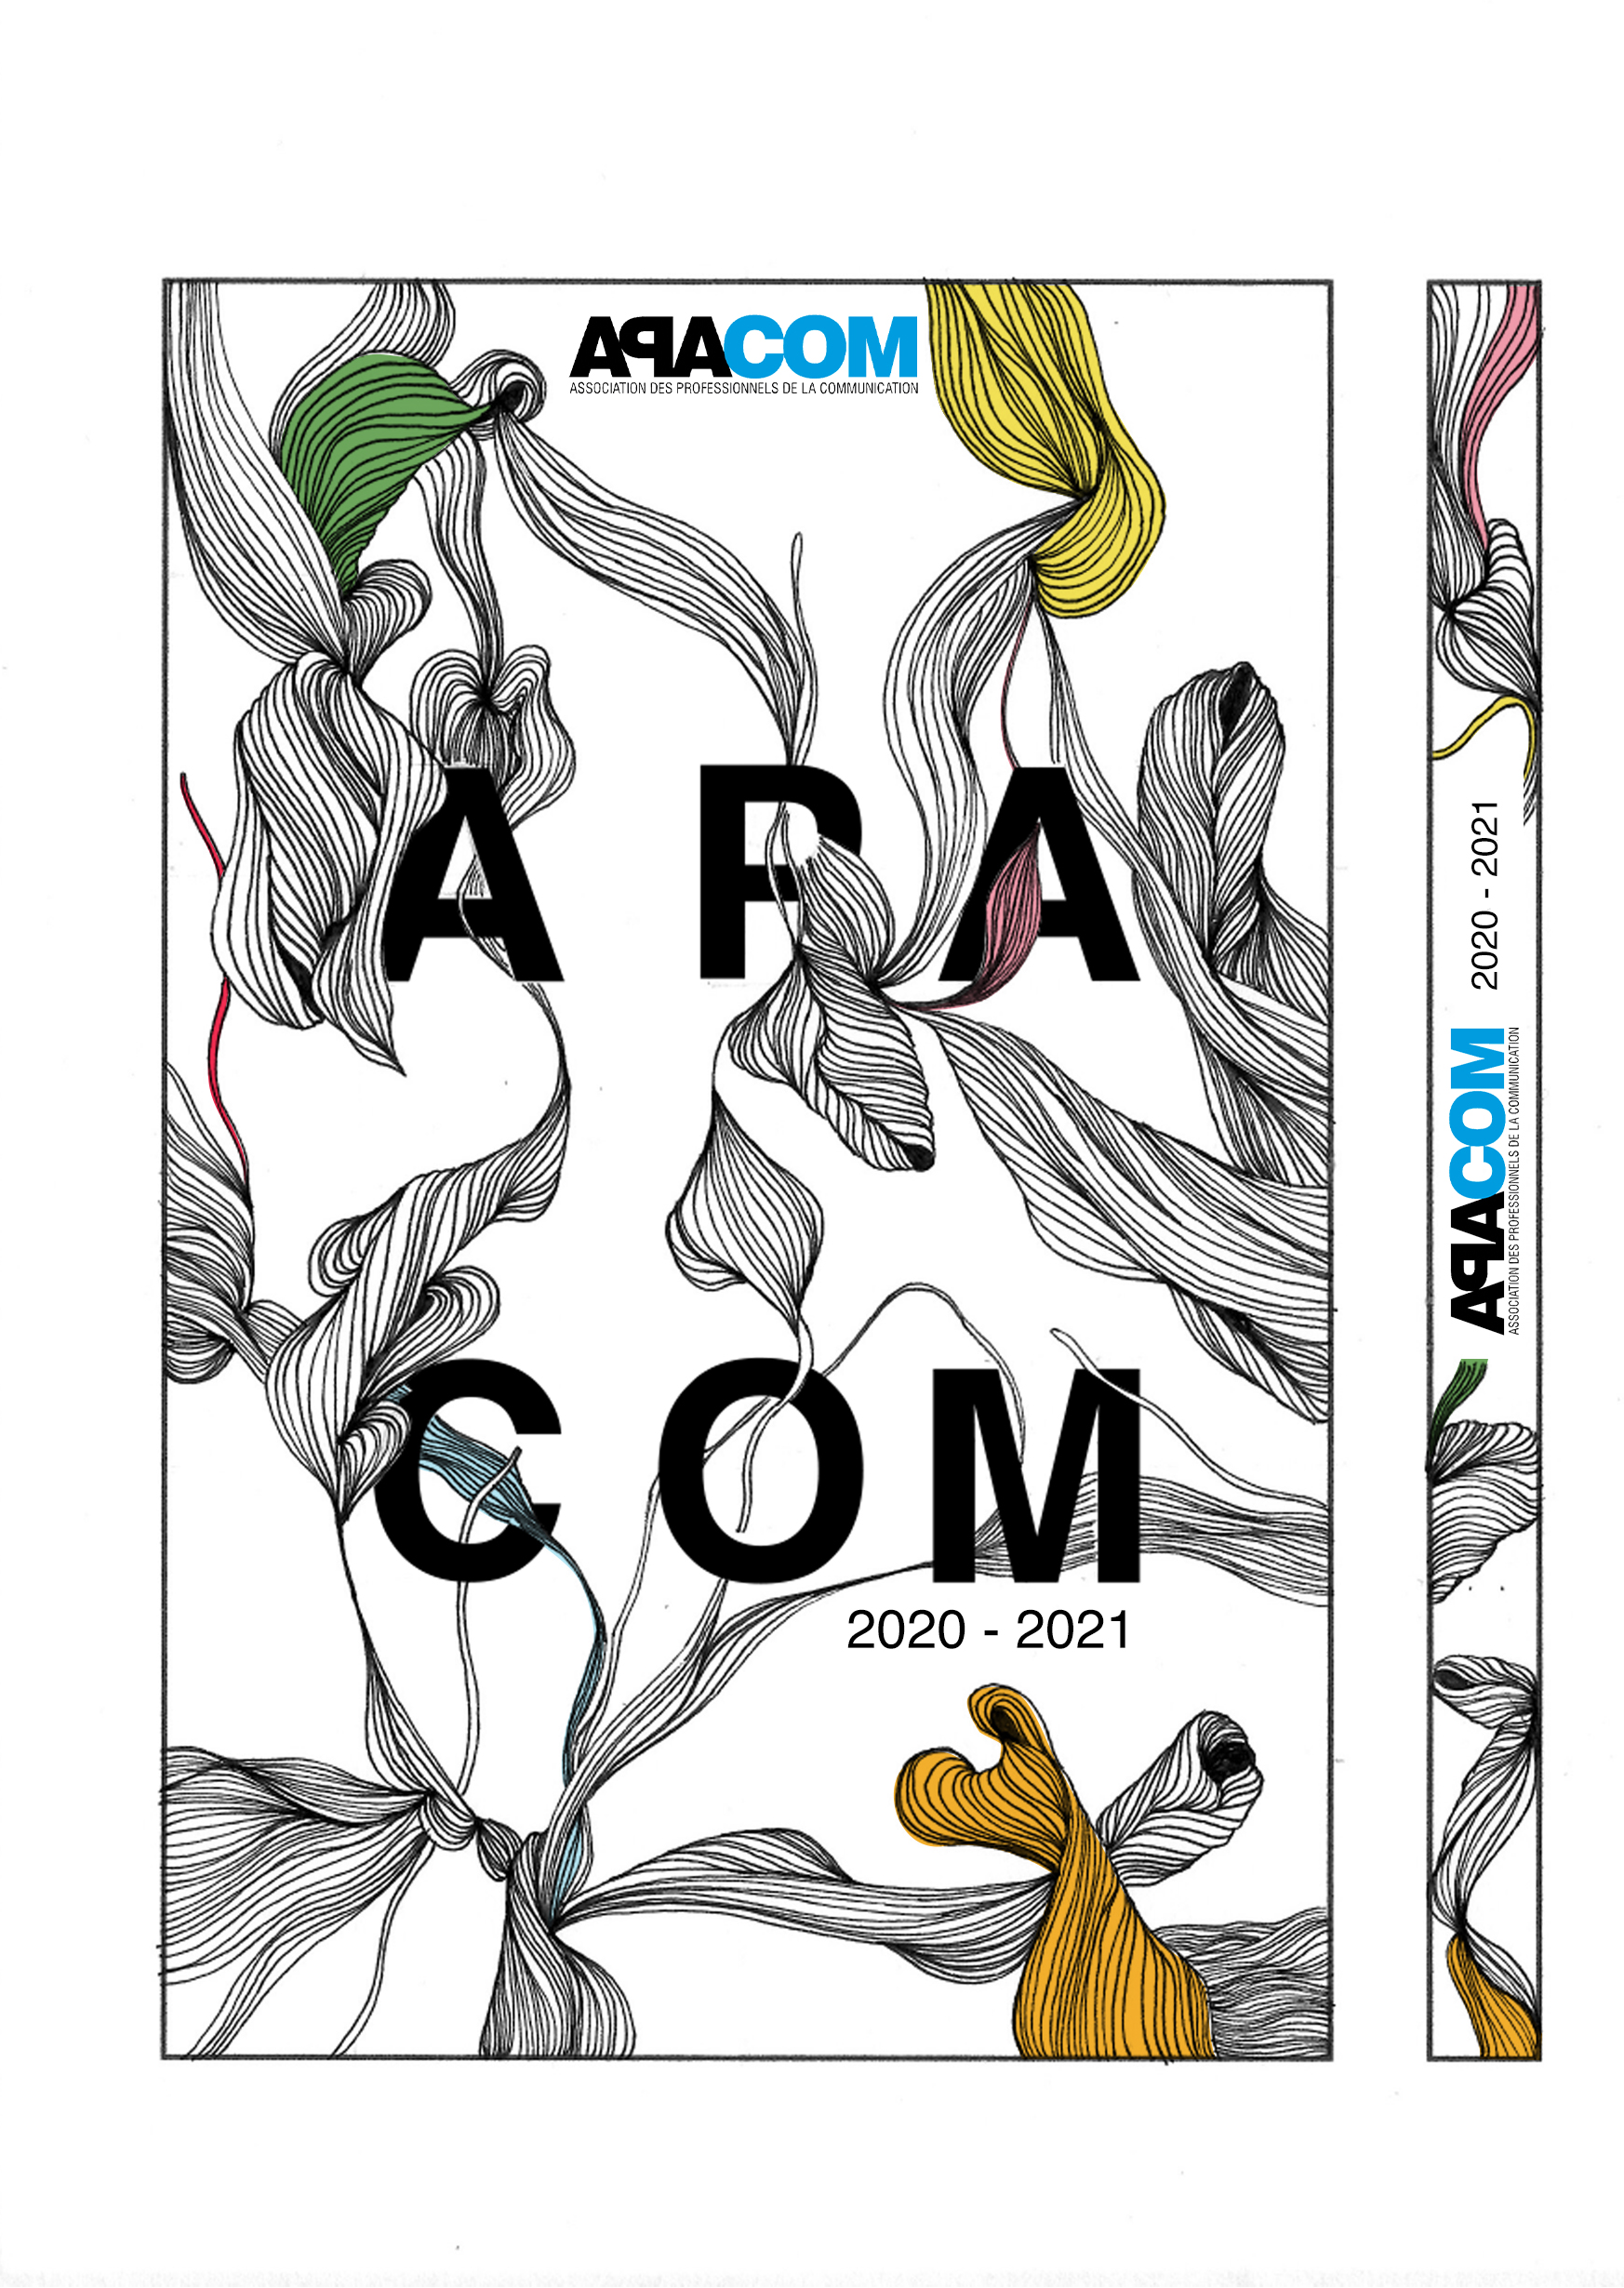 APACOM
ASSOCIATION DES PROFESSIONNELS DE LA COMMUNICATION
A P A
C O M
2020 - 2021
2020 - 2021
APACOM
ASSOCIATION DES PROFESSIONNELS DE LA COMMUNICATION